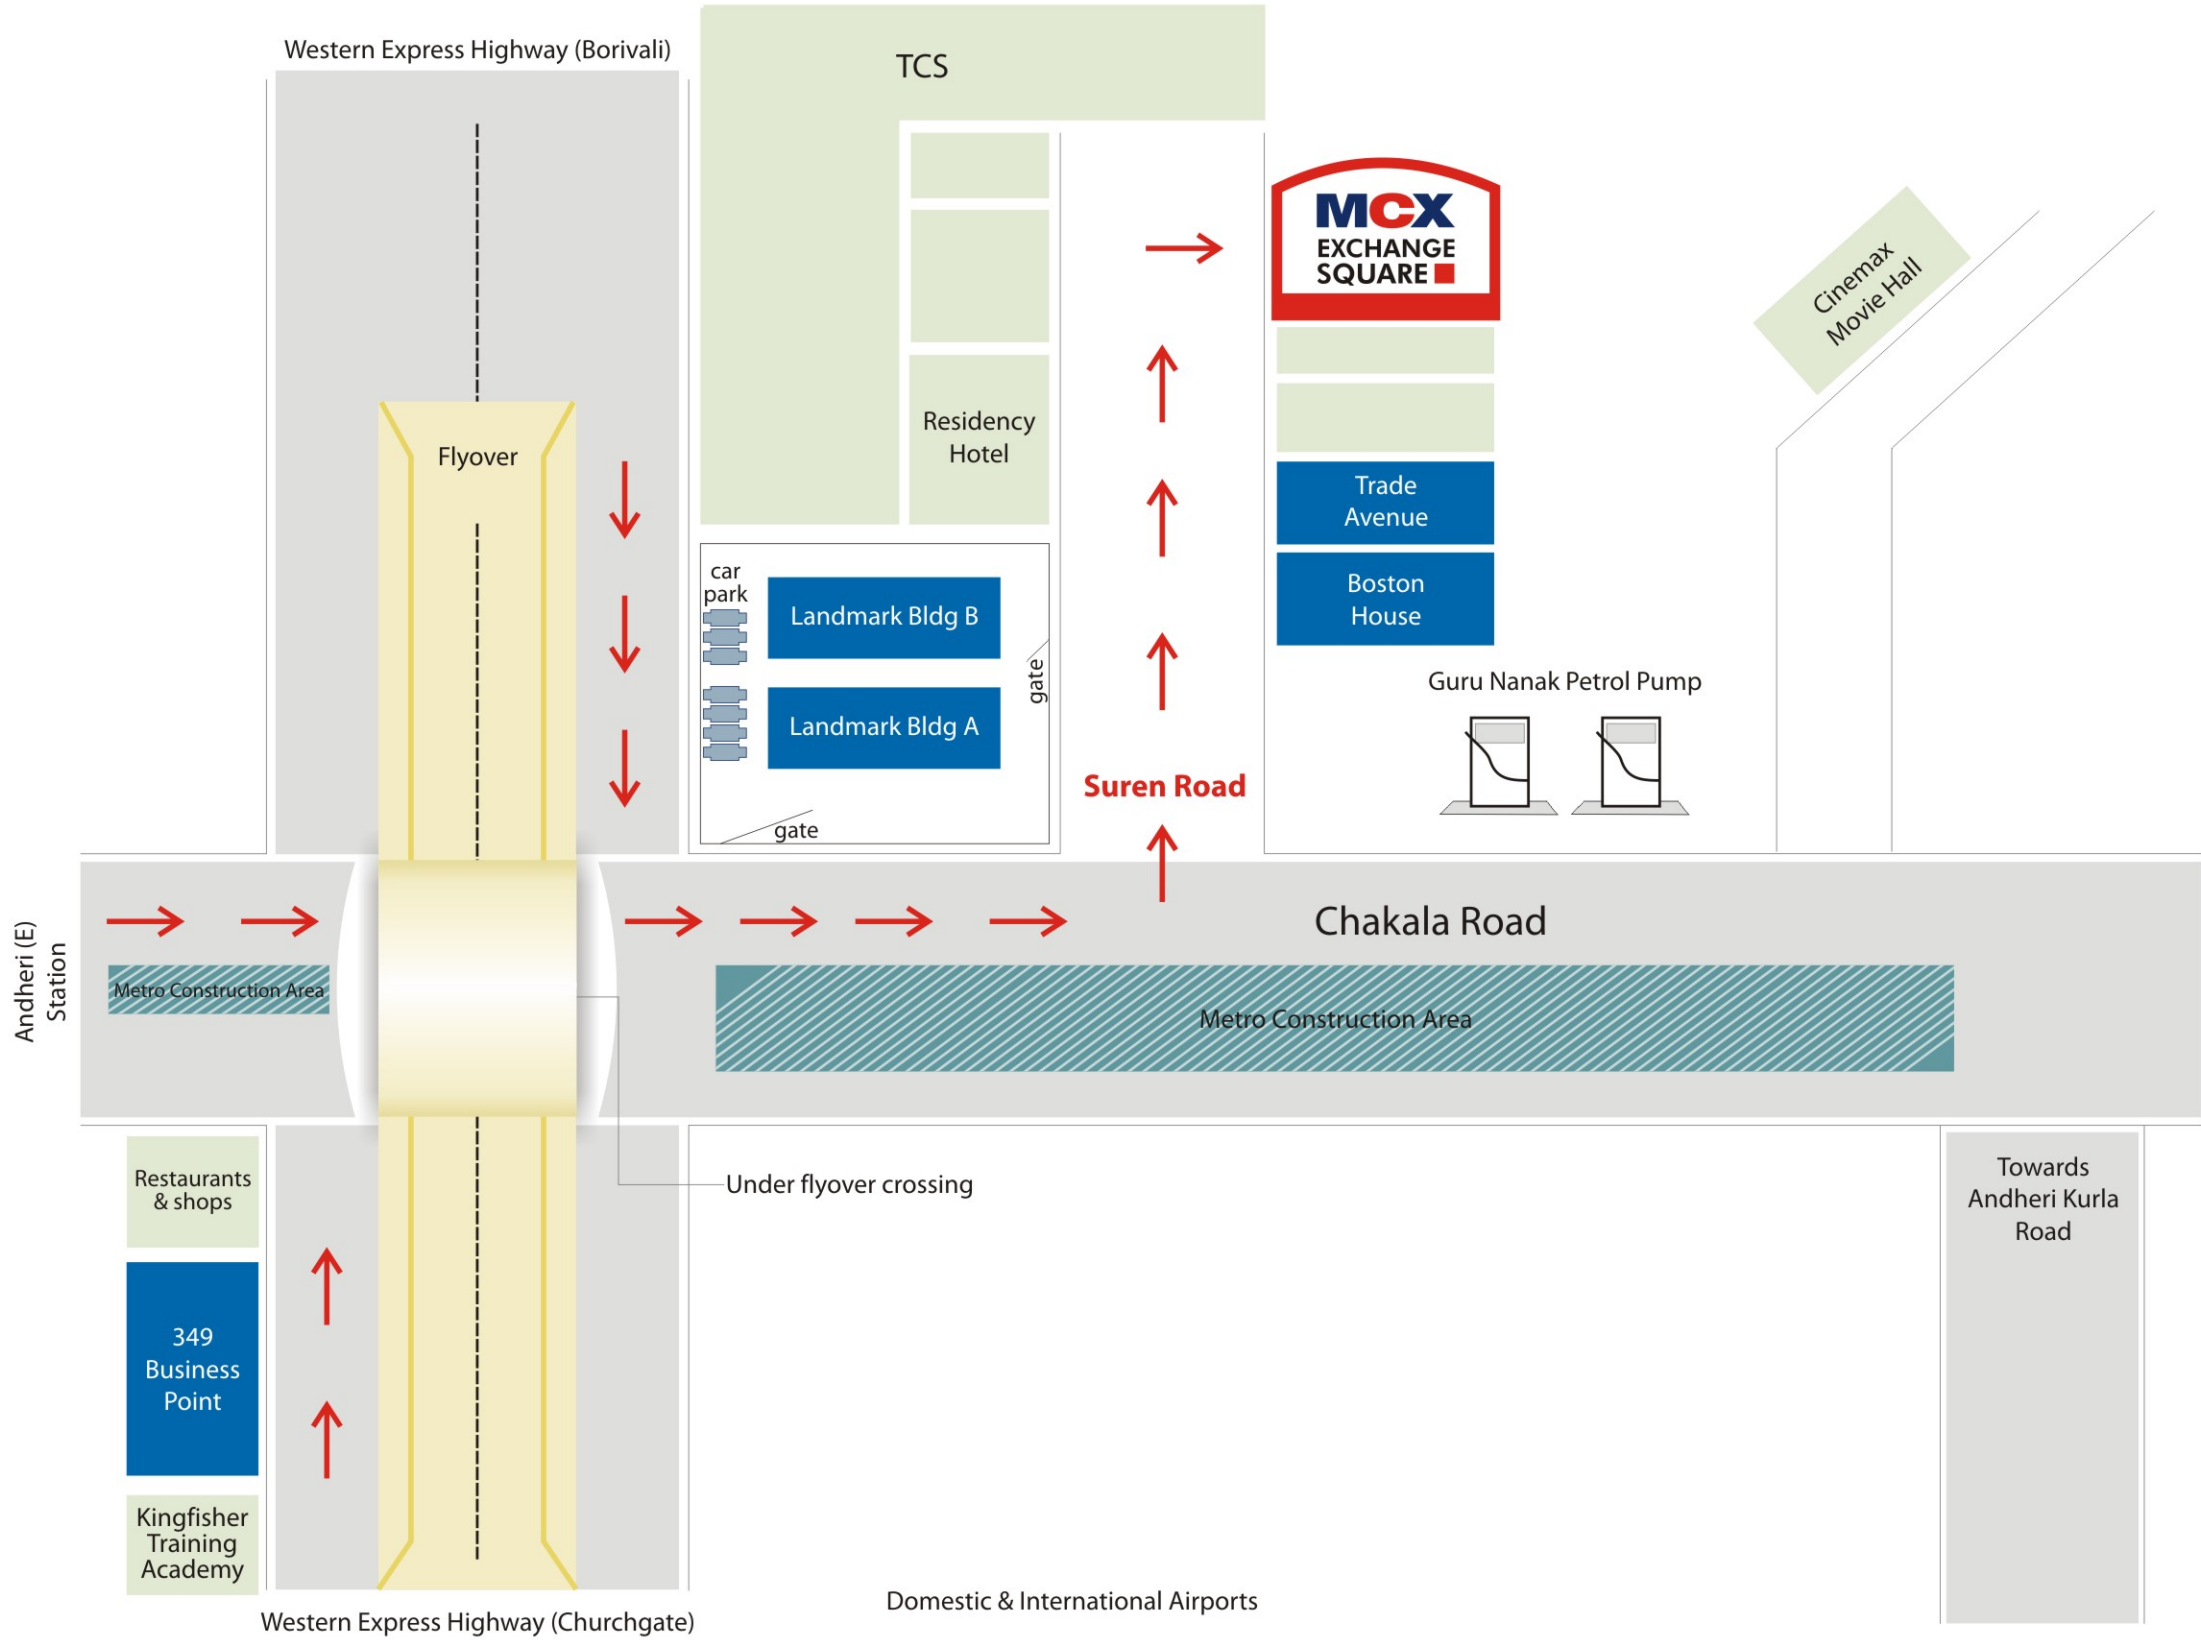 Western Express Highway (Borivali)
TCS
MCX
EXCHANGE
SQUARE
Cinemax
Movie Hall
Flyover
Residency
Hotel
Trade
Avenue
Boston
House
car
park
Landmark Bldg B
gate
Landmark Bldg A
gate
Guru Nanak Petrol Pump
Suren Road
Chakala Road
Andheri (E)
Station
Metro Construction Area
Metro Construction Area
Under flyover crossing
Restaurants
& shops
Towards
Andheri Kurla
Road
349
Business
Point
Kingfisher
Training
Academy
Western Express Highway (Churchgate)
Domestic & International Airports